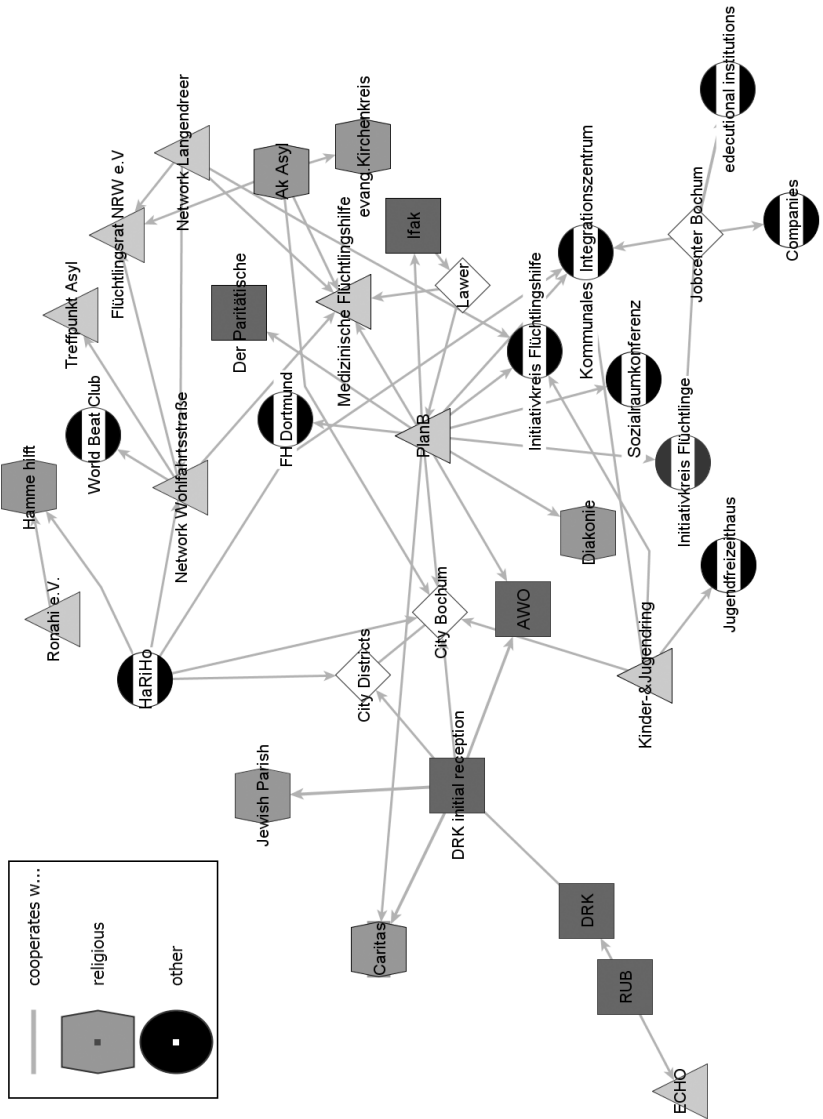 cooperates w...
religious
other
Hamme hilft
Ronahi e.V.
Treffpunkt Asyl
World Beat Club
Flüchtlingsrat NRW e.V
HaRiHo
Network Wohlfahrtsstraße
Network Langendreer
Der Paritätische
Jewish Parish
Ak Asyl
FH Dortmund
Medizinische Flüchtlingshilfe
evang.Kirchenkreis
City Districts
Caritas
Ifak
PlanB
City Bochum
DRK initial reception
Lawer
AWO
Initiativkreis Flüchtlingshilfe
DRK
Diakonie
Kommunales Integrationszentrum
RUB
Sozialraumkonferenz
Kinder-&Jugendring
ECHO
Initiativkreis Flüchtlinge
Jobcenter Bochum
Jugendfreizeithaus
edecutional institutions
Companies